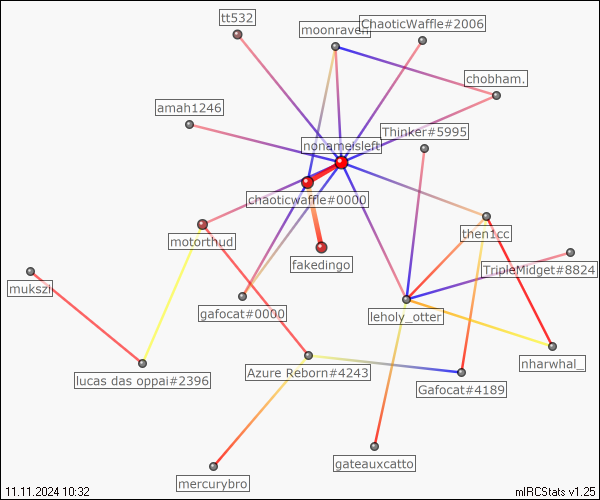 tt532
moonraven
ChaoticWaffle#2006
chobham.
amah1246
Thinker#5995
nonameisleft
chaoticwaffle#0000
motorthud
then1cc
fakedingo
TripleMidget#8824
mukszi
gafocat#0000
leholy_otter
lucas das oppai#2396
Azure Reborn#4243
nharwhal_
Gafocat#4189
gateauxcatto
mercurybro
11.11.2024 10:32
mIRCStats v1.25